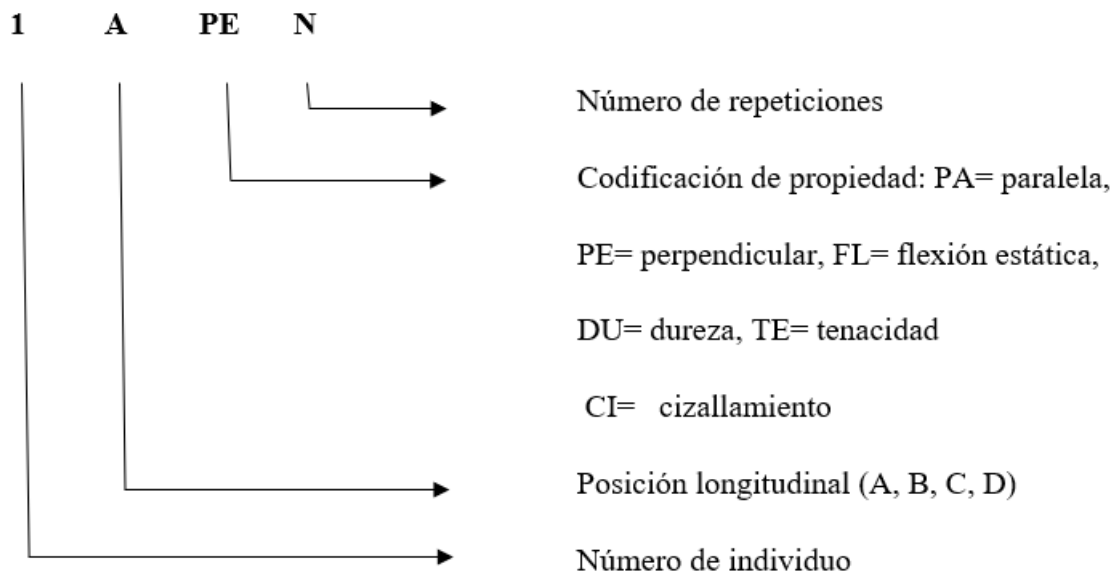 1 A PE N
Número de repeticiones
Codificación de propiedad: PA= paralela,
PE= perpendicular, FL= flexión estática,
DU= dureza, TE= tenacidad
CI= cizallamiento
Posición longitudinal (A, B, C, D)
Número de individuo